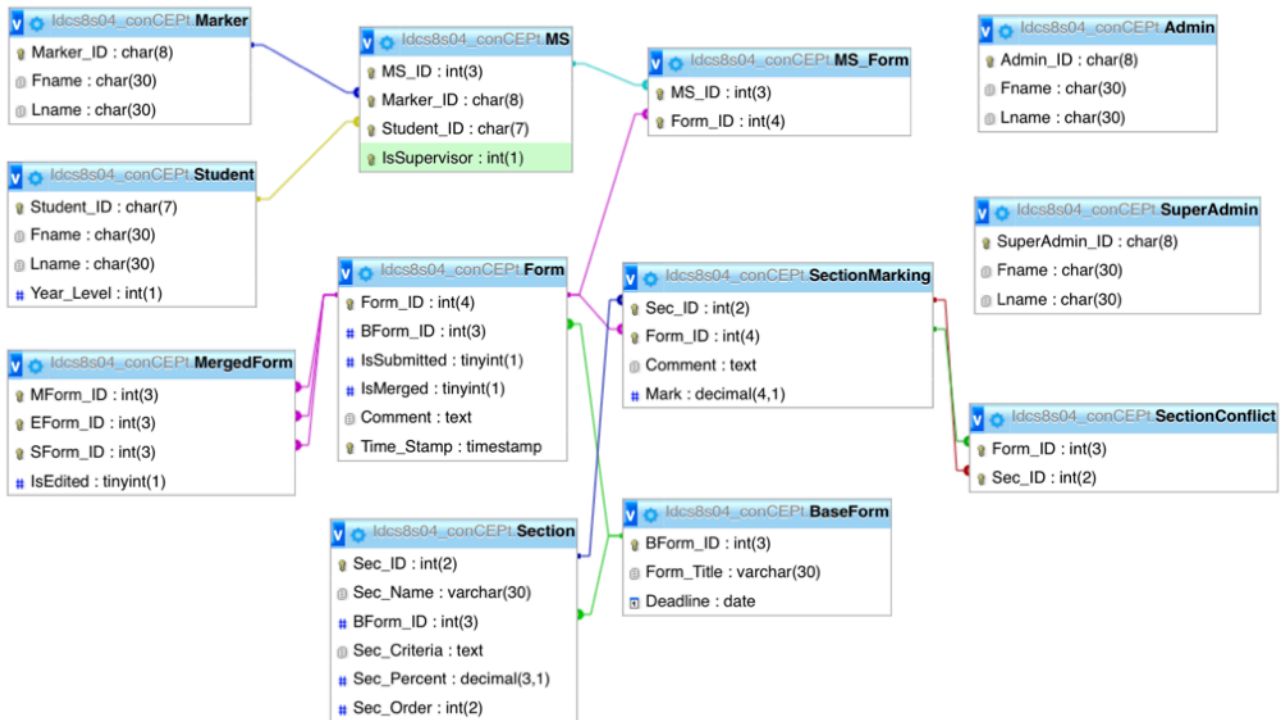 v ldcs8s04_conCEPt.Marker
Marker_ID : char(8)
Fname : char(30)
Lname : char(30)
v ldcs8s04_conCEPt.Student
Student_ID : char(7)
Fname : char(30)
Lname : char(30)
# Year_Level : int(1)
v ldcs8s04_conCEPt.MergedForm
MForm_ID : int(3)
EForm_ID : int(3)
SForm_ID : int(3)
# IsEdited : tinyint(1)
v ldcs8s04_conCEPt.MS
MS_ID : int(3)
Marker_ID : char(8)
Student_ID : char(7)
IsSupervisor : int(1)
v ldcs8s04_conCEPt.Form
Form_ID : int(4)
# BForm_ID : int(3)
# IsSubmitted : tinyint(1)
# IsMerged : tinyint(1)
Comment : text
Time_Stamp : timestamp
v ldcs8s04_conCEPt.Section
Sec_ID : int(2)
Sec_Name : varchar(30)
# BForm_ID : int(3)
Sec_Criteria : text
# Sec_Percent : decimal(3,1)
# Sec_Order : int(2)
v ldcs8s04_conCEPt.MS_Form
MS_ID : int(3)
Form_ID : int(4)
v ldcs8s04_conCEPt.SectionMarking
Sec_ID : int(2)
Form_ID : int(4)
Comment : text
# Mark : decimal(4,1)
v ldcs8s04_conCEPt.BaseForm
BForm_ID : int(3)
Form_Title : varchar(30)
Deadline : date
v ldcs8s04_conCEPt.Admin
Admin_ID : char(8)
Fname : char(30)
Lname : char(30)
v ldcs8s04_conCEPt.SuperAdmin
SuperAdmin_ID : char(8)
Fname : char(30)
Lname : char(30)
v ldcs8s04_conCEPt.SectionConflict
Form_ID : int(3)
Sec_ID : int(2)